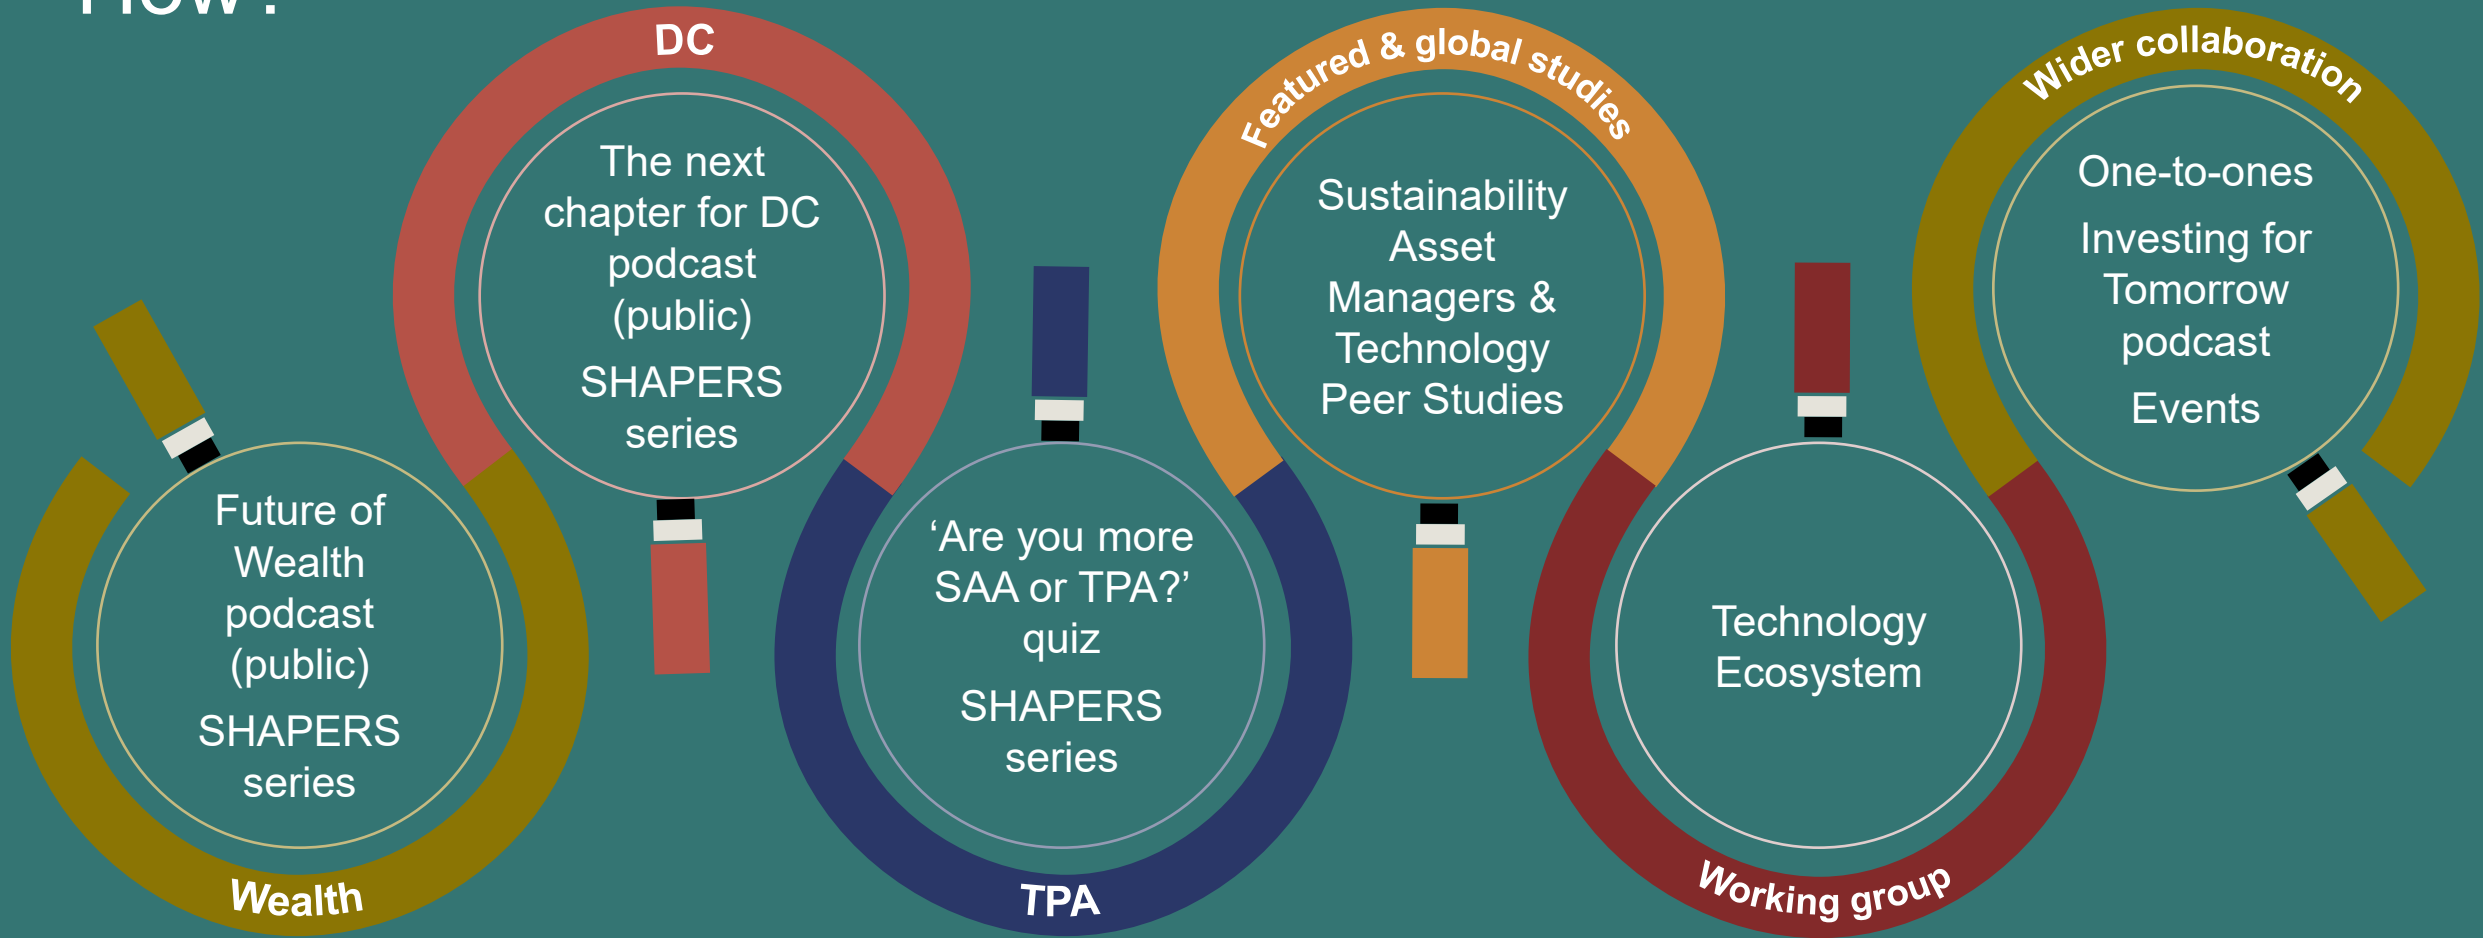 How?
DC
The next
chapter for DC
podcast
(public)
SHAPERS
series
Featured & global studies
Sustainability
Asset
Managers &
Technology
Peer Studies
Wider collaboration
One-to-ones
Investing for
Tomorrow
podcast
Events
Future of
Wealth
podcast
(public)
SHAPERS
series
Wealth
‘Are you more
SAA or TPA?’
quiz
SHAPERS
series
TPA
Technology
Ecosystem
Working group